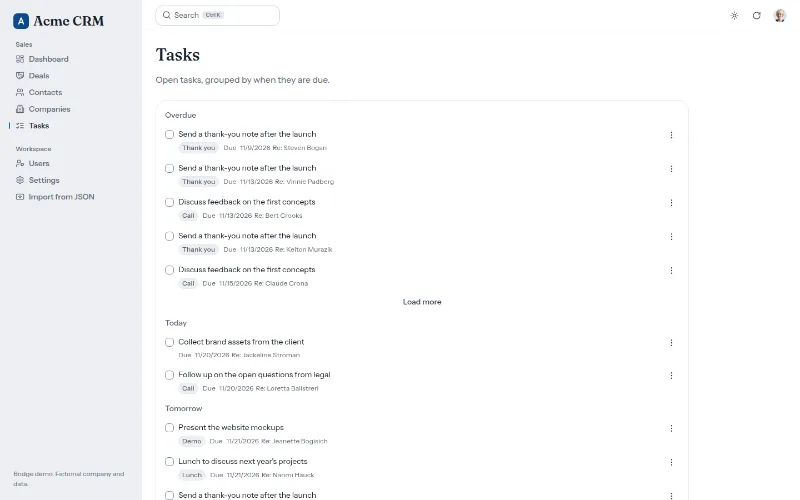 A Acme CRM
Search Ctrl K
Sales
Dashboard
Deals
Contacts
Companies
Tasks
Workspace
Users
Settings
Import from JSON
Bridge demo. Fictional company and data.
Tasks
Open tasks, grouped by when they are due.
Overdue
Send a thank-you note after the launch
Thank you Due 11/9/2026 Re: Steven Bogan
Send a thank-you note after the launch
Thank you Due 11/13/2026 Re: Vinnie Padberg
Discuss feedback on the first concepts
Call Due 11/13/2026 Re: Bert Crooks
Send a thank-you note after the launch
Thank you Due 11/13/2026 Re: Kelton Murazik
Discuss feedback on the first concepts
Call Due 11/15/2026 Re: Claude Crona
Load more
Today
Collect brand assets from the client
Due 11/20/2026 Re: Jackeline Stroman
Follow up on the open questions from legal
Call Due 11/20/2026 Re: Loretta Balistreri
Tomorrow
Present the website mockups
Demo Due 11/21/2026 Re: Jeanette Bogisich
Lunch to discuss next year's projects
Lunch Due 11/21/2026 Re: Naomi Hauck
Send a thank-you note after the launch